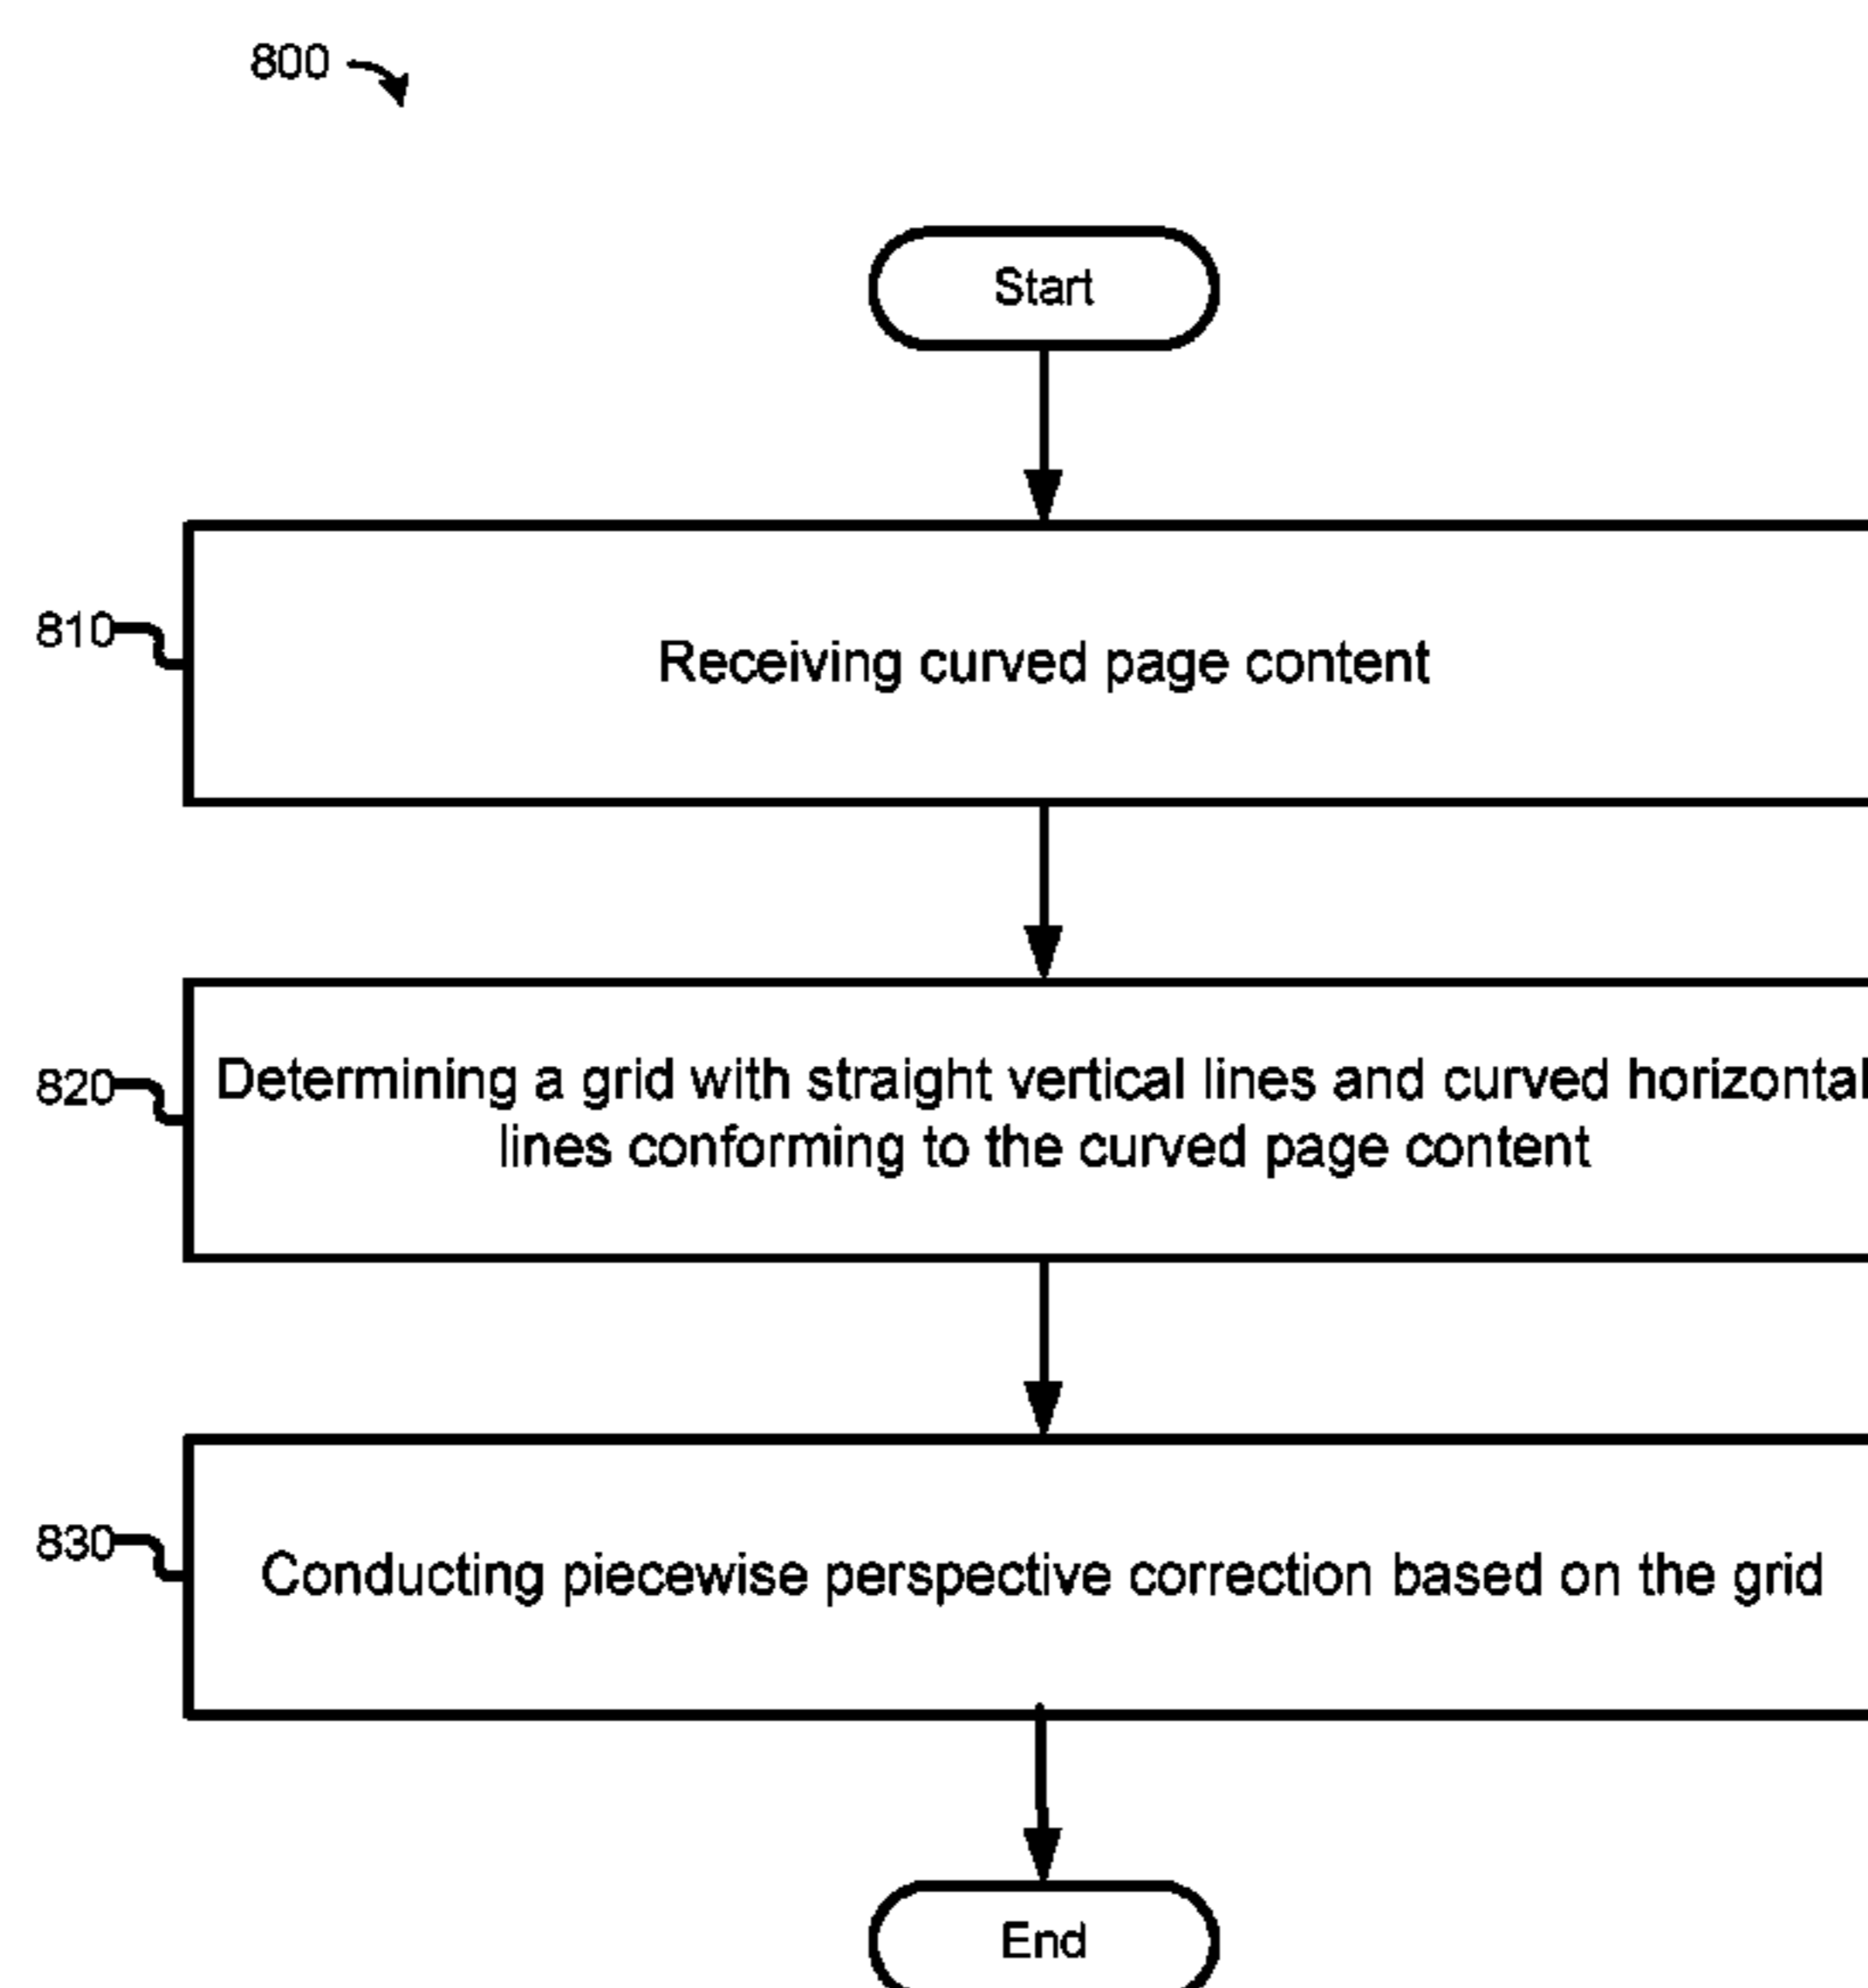 800
Start
810
Receiving curved page content
820
Determining a grid with straight vertical lines and curved horizontal
lines conforming to the curved page content
830
Conducting piecewise perspective correction based on the grid
End